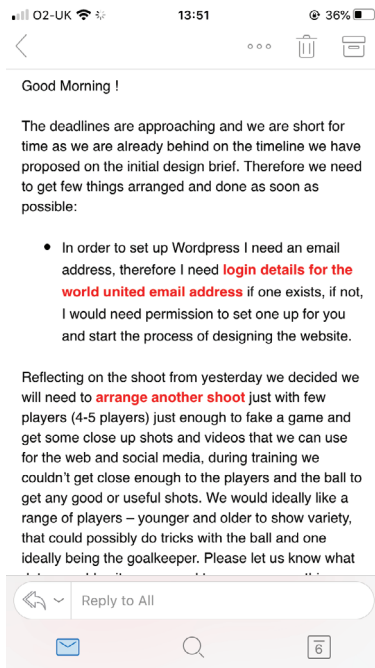 O2-UK 13:51 36%
Good Morning !
The deadlines are approaching and we are short for
time as we are already behind on the timeline we have
proposed on the initial design brief. Therefore we need
to get few things arranged and done as soon as
possible:
• In order to set up Wordpress I need an email
address, therefore I need login details for the
world united email address if one exists, if not,
I would need permission to set one up for you
and start the process of designing the website.
Reflecting on the shoot from yesterday we decided we
will need to arrange another shoot just with few
players (4-5 players) just enough to fake a game and
get some close up shots and videos that we can use
for the web and social media, during training we
couldn’t get close enough to the players and the ball to
get any good or useful shots. We would ideally like a
range of players – younger and older to show variety,
that could possibly do tricks with the ball and one
ideally being the goalkeeper. Please let us know what
Reply to All
6